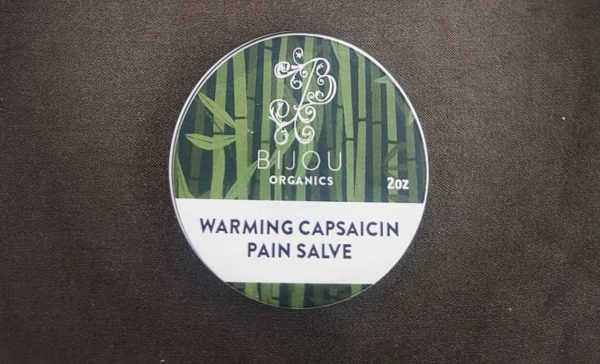 BIJOU
ORGANICS
2oz
WARMING CAPSAICIN
PAIN SALVE